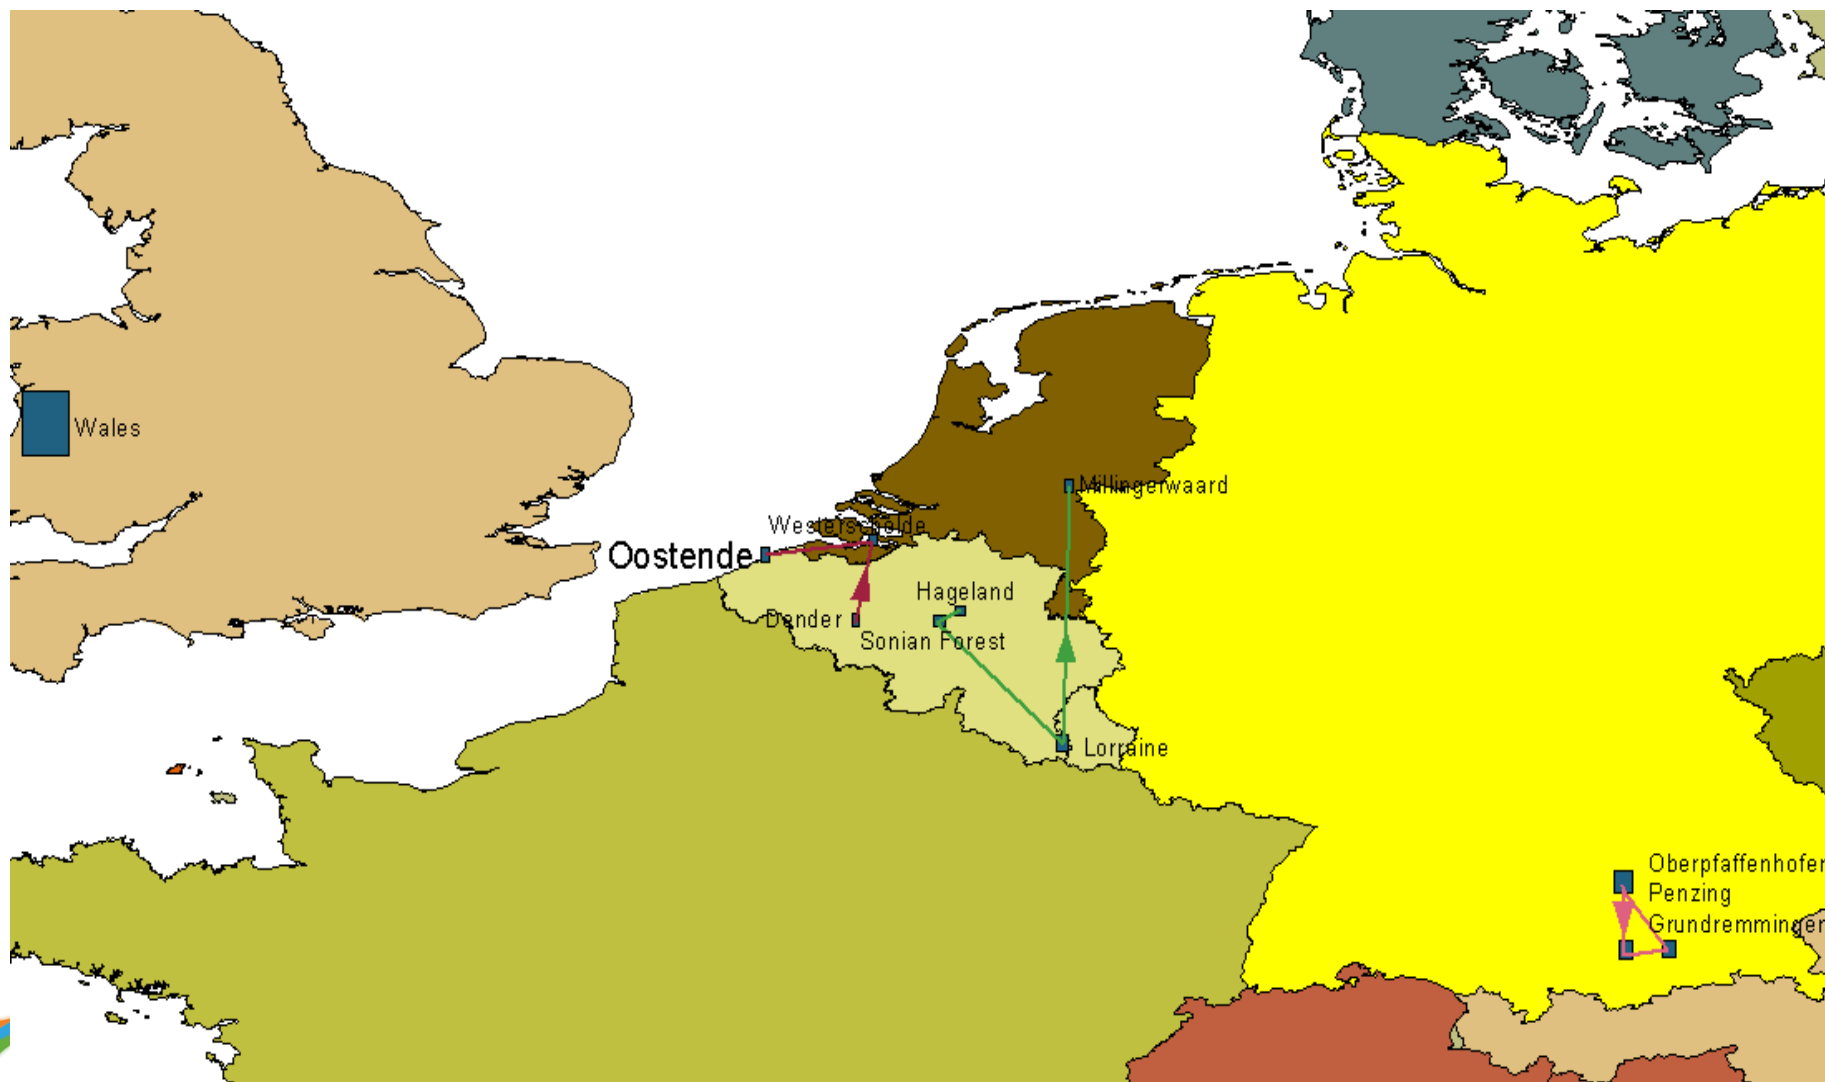 Wales
Millingerwaard
Westerschelde
Oostende
Hageland
Dender
Sonian Forest
Lorraine
Oberpfaffenhofen
Penzing
Grundremmingen